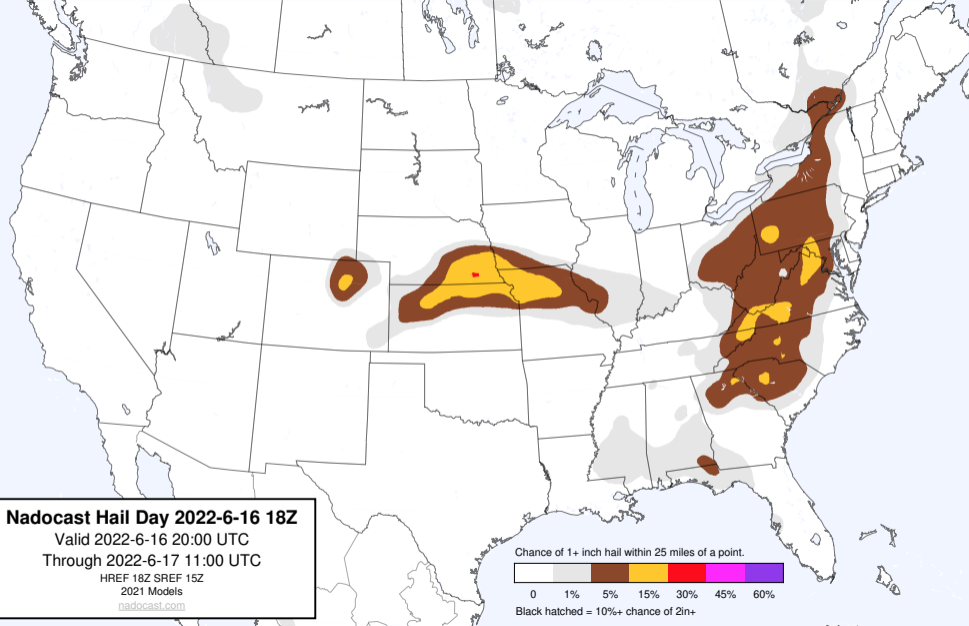 Nadocast Hail Day 2022-6-16 18Z
Valid 2022-6-16 20:00 UTC
Through 2022-6-17 11:00 UTC
HREF 18Z SREF 15Z
2021 Models
nadocast.com
Chance of 1+ inch hail within 25 miles of a point.
0 1% 5% 15% 30% 45% 60%
Black hatched = 10%+ chance of 2in+